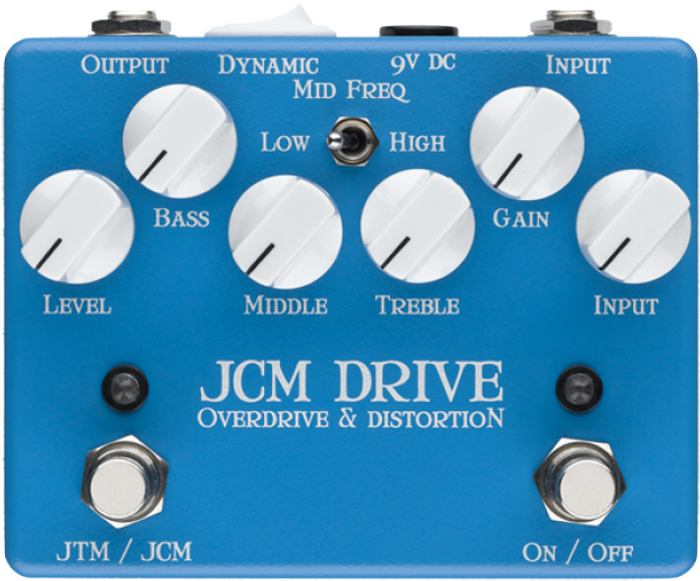 OUTPUT DYNAMIC 9V DC INPUT
MID FREQ
LOW HIGH
BASS GAIN
LEVEL MIDDLE TREBLE INPUT
JCM DRIVE
OVERDRIVE & DISTORTION
JTM / JCM ON / OFF